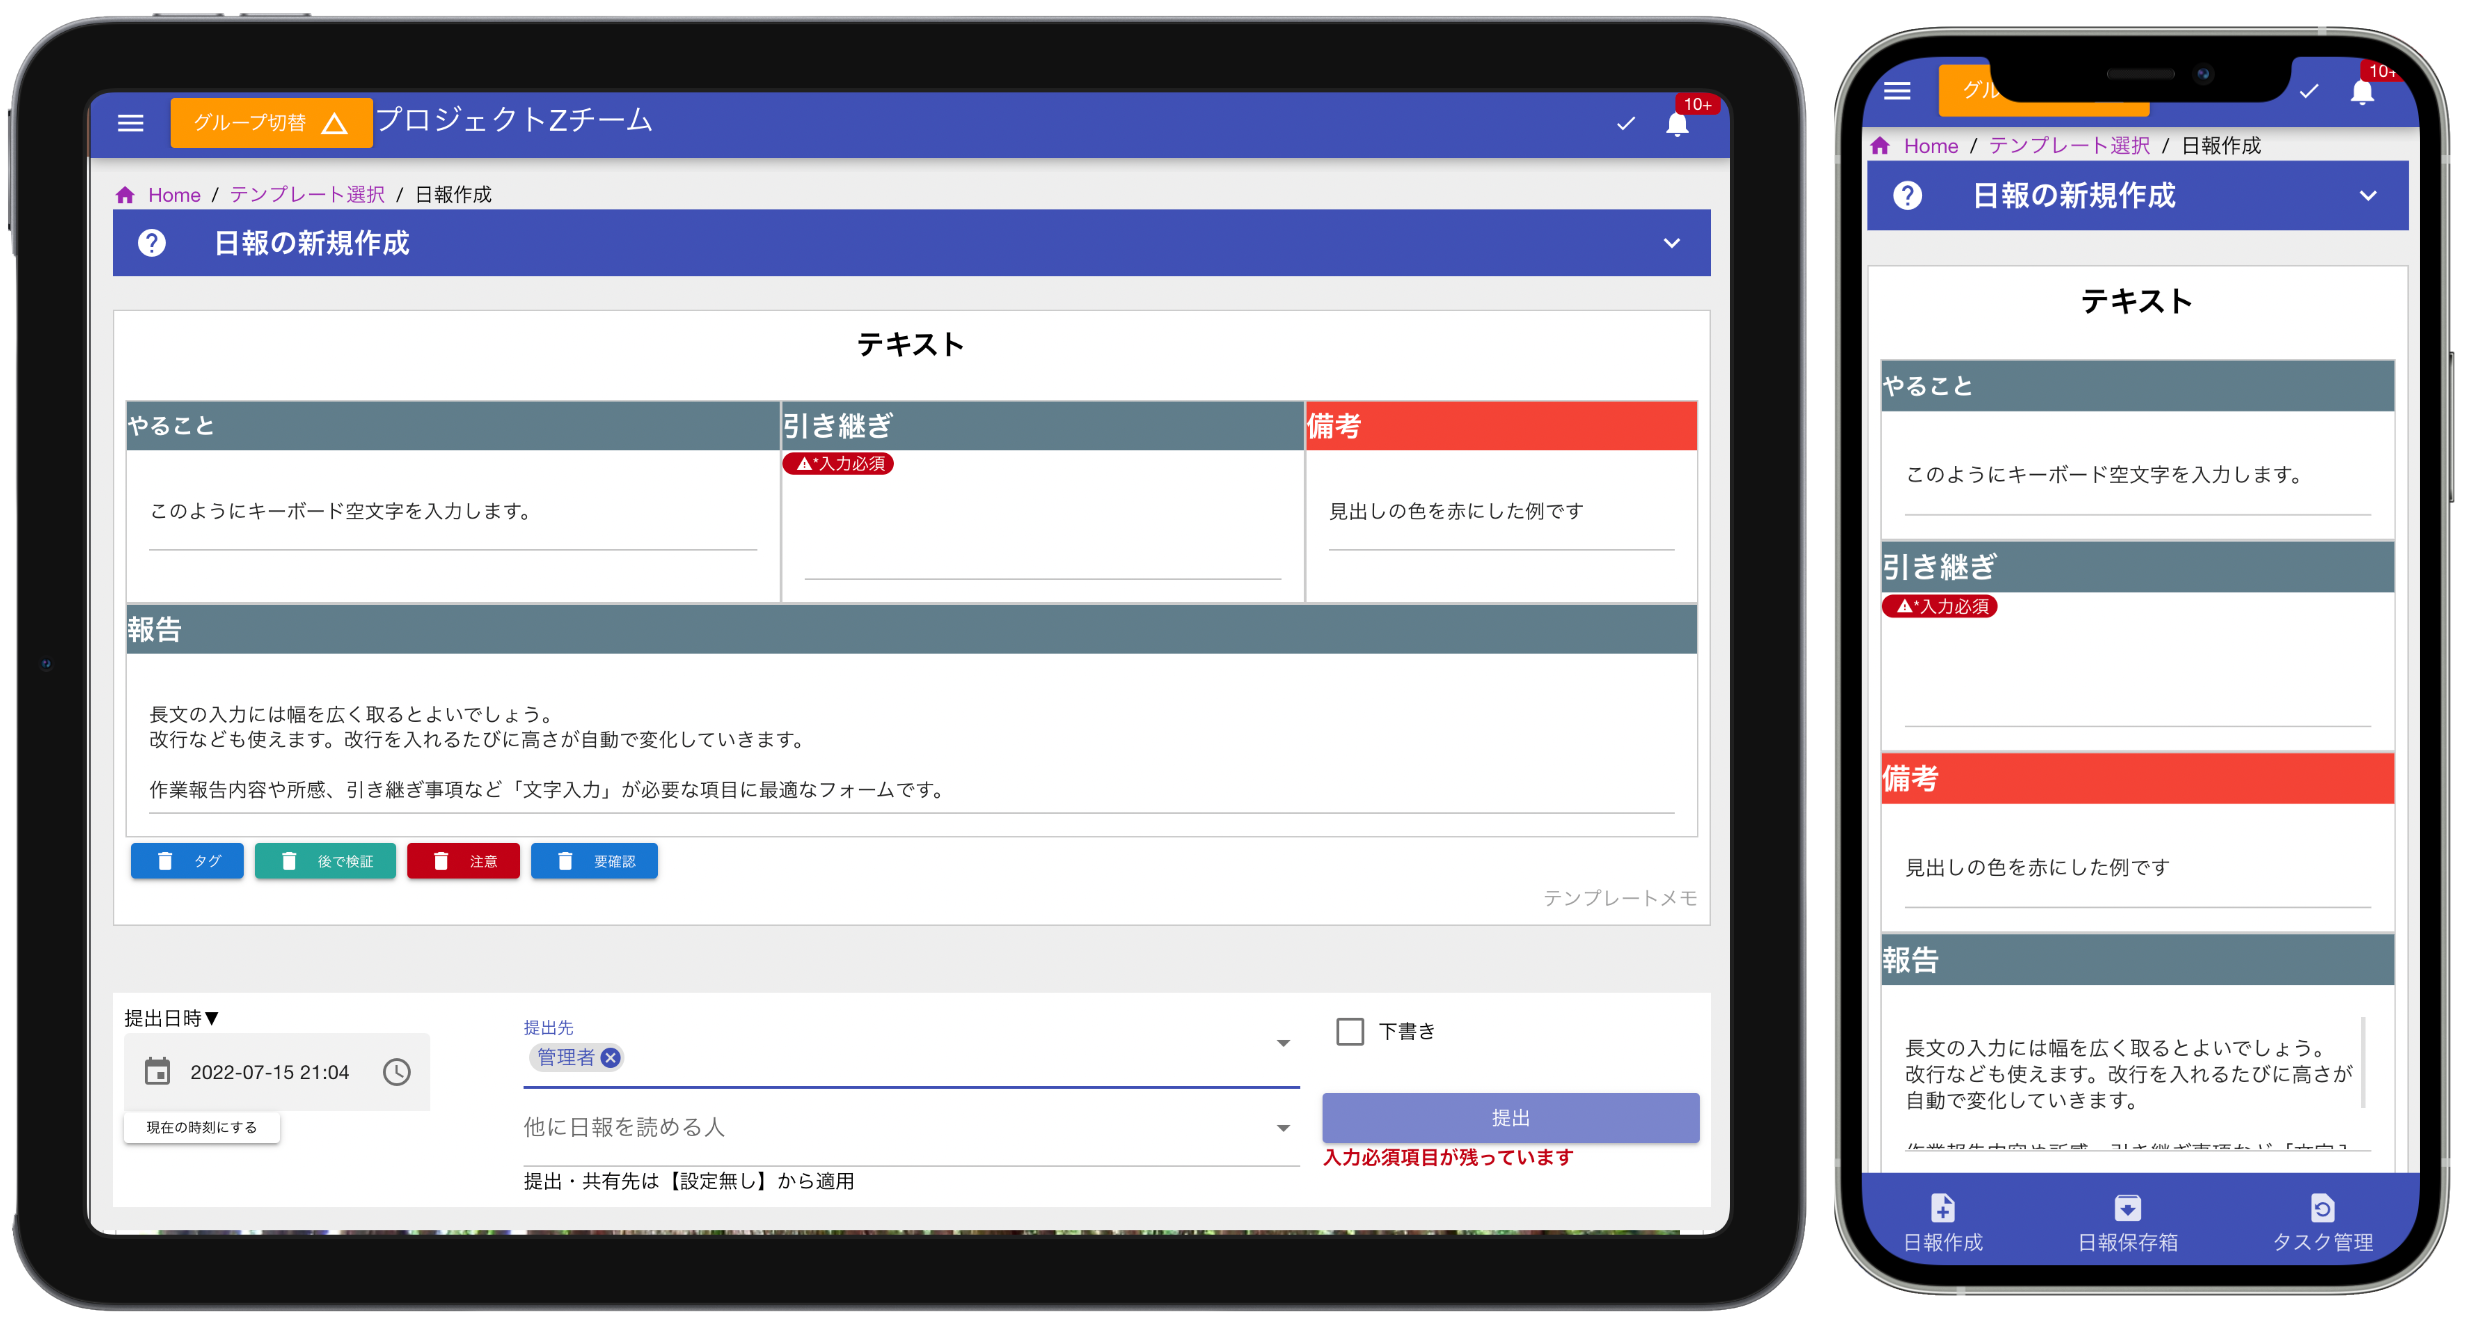 グループ切替
プロジェクトZチーム
10+
Home / テンプレート選択 / 日報作成
日報の新規作成
テキスト
やること
引き継ぎ
備考
*入力必須
このようにキーボード空文字を入力します。
見出しの色を赤にした例です
報告
長文の入力には幅を広く取るとよいでしょう。
改行なども使えます。改行を入れるたびに高さが自動で変化していきます。
作業報告内容や所感、引き継ぎ事項など「文字入力」が必要な項目に最適なフォームです。
タグ
後で検証
注意
要確認
テンプレートメモ
提出日時▼
2022-07-15 21:04
現在の時刻にする
提出先
管理者
他に日報を読める人
提出・共有先は【設定無し】から適用
下書き
提出
入力必須項目が残っています
グル
10+
Home / テンプレート選択 / 日報作成
日報の新規作成
テキスト
やること
このようにキーボード空文字を入力します。
引き継ぎ
*入力必須
備考
見出しの色を赤にした例です
報告
長文の入力には幅を広く取るとよいでしょう。
改行なども使えます。改行を入れるたびに高さが
自動で変化していきます。
日報作成
日報保存箱
タスク管理